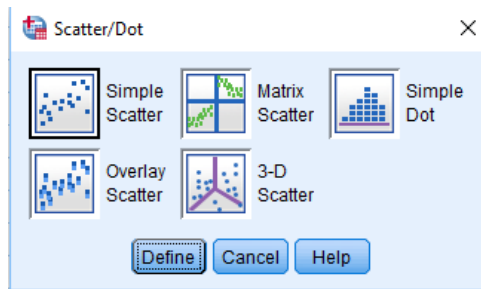 Scatter/Dot
Simple
Scatter
Matrix
Scatter
Simple
Dot
Overlay
Scatter
3-D
Scatter
Define
Cancel
Help